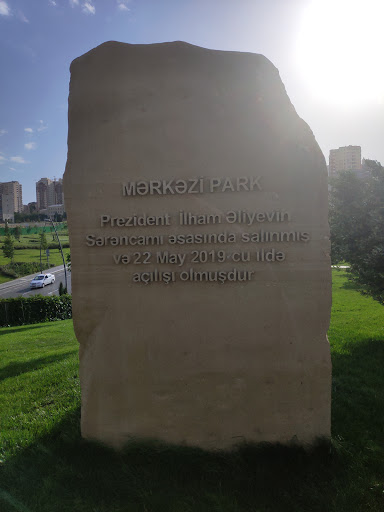 MƏRKƏZİ PARK
Prezident İlham Əliyevin
Sərəncamı əsasında salınmış
və 22 May 2019-cu ildə
açılışı olmuşdur